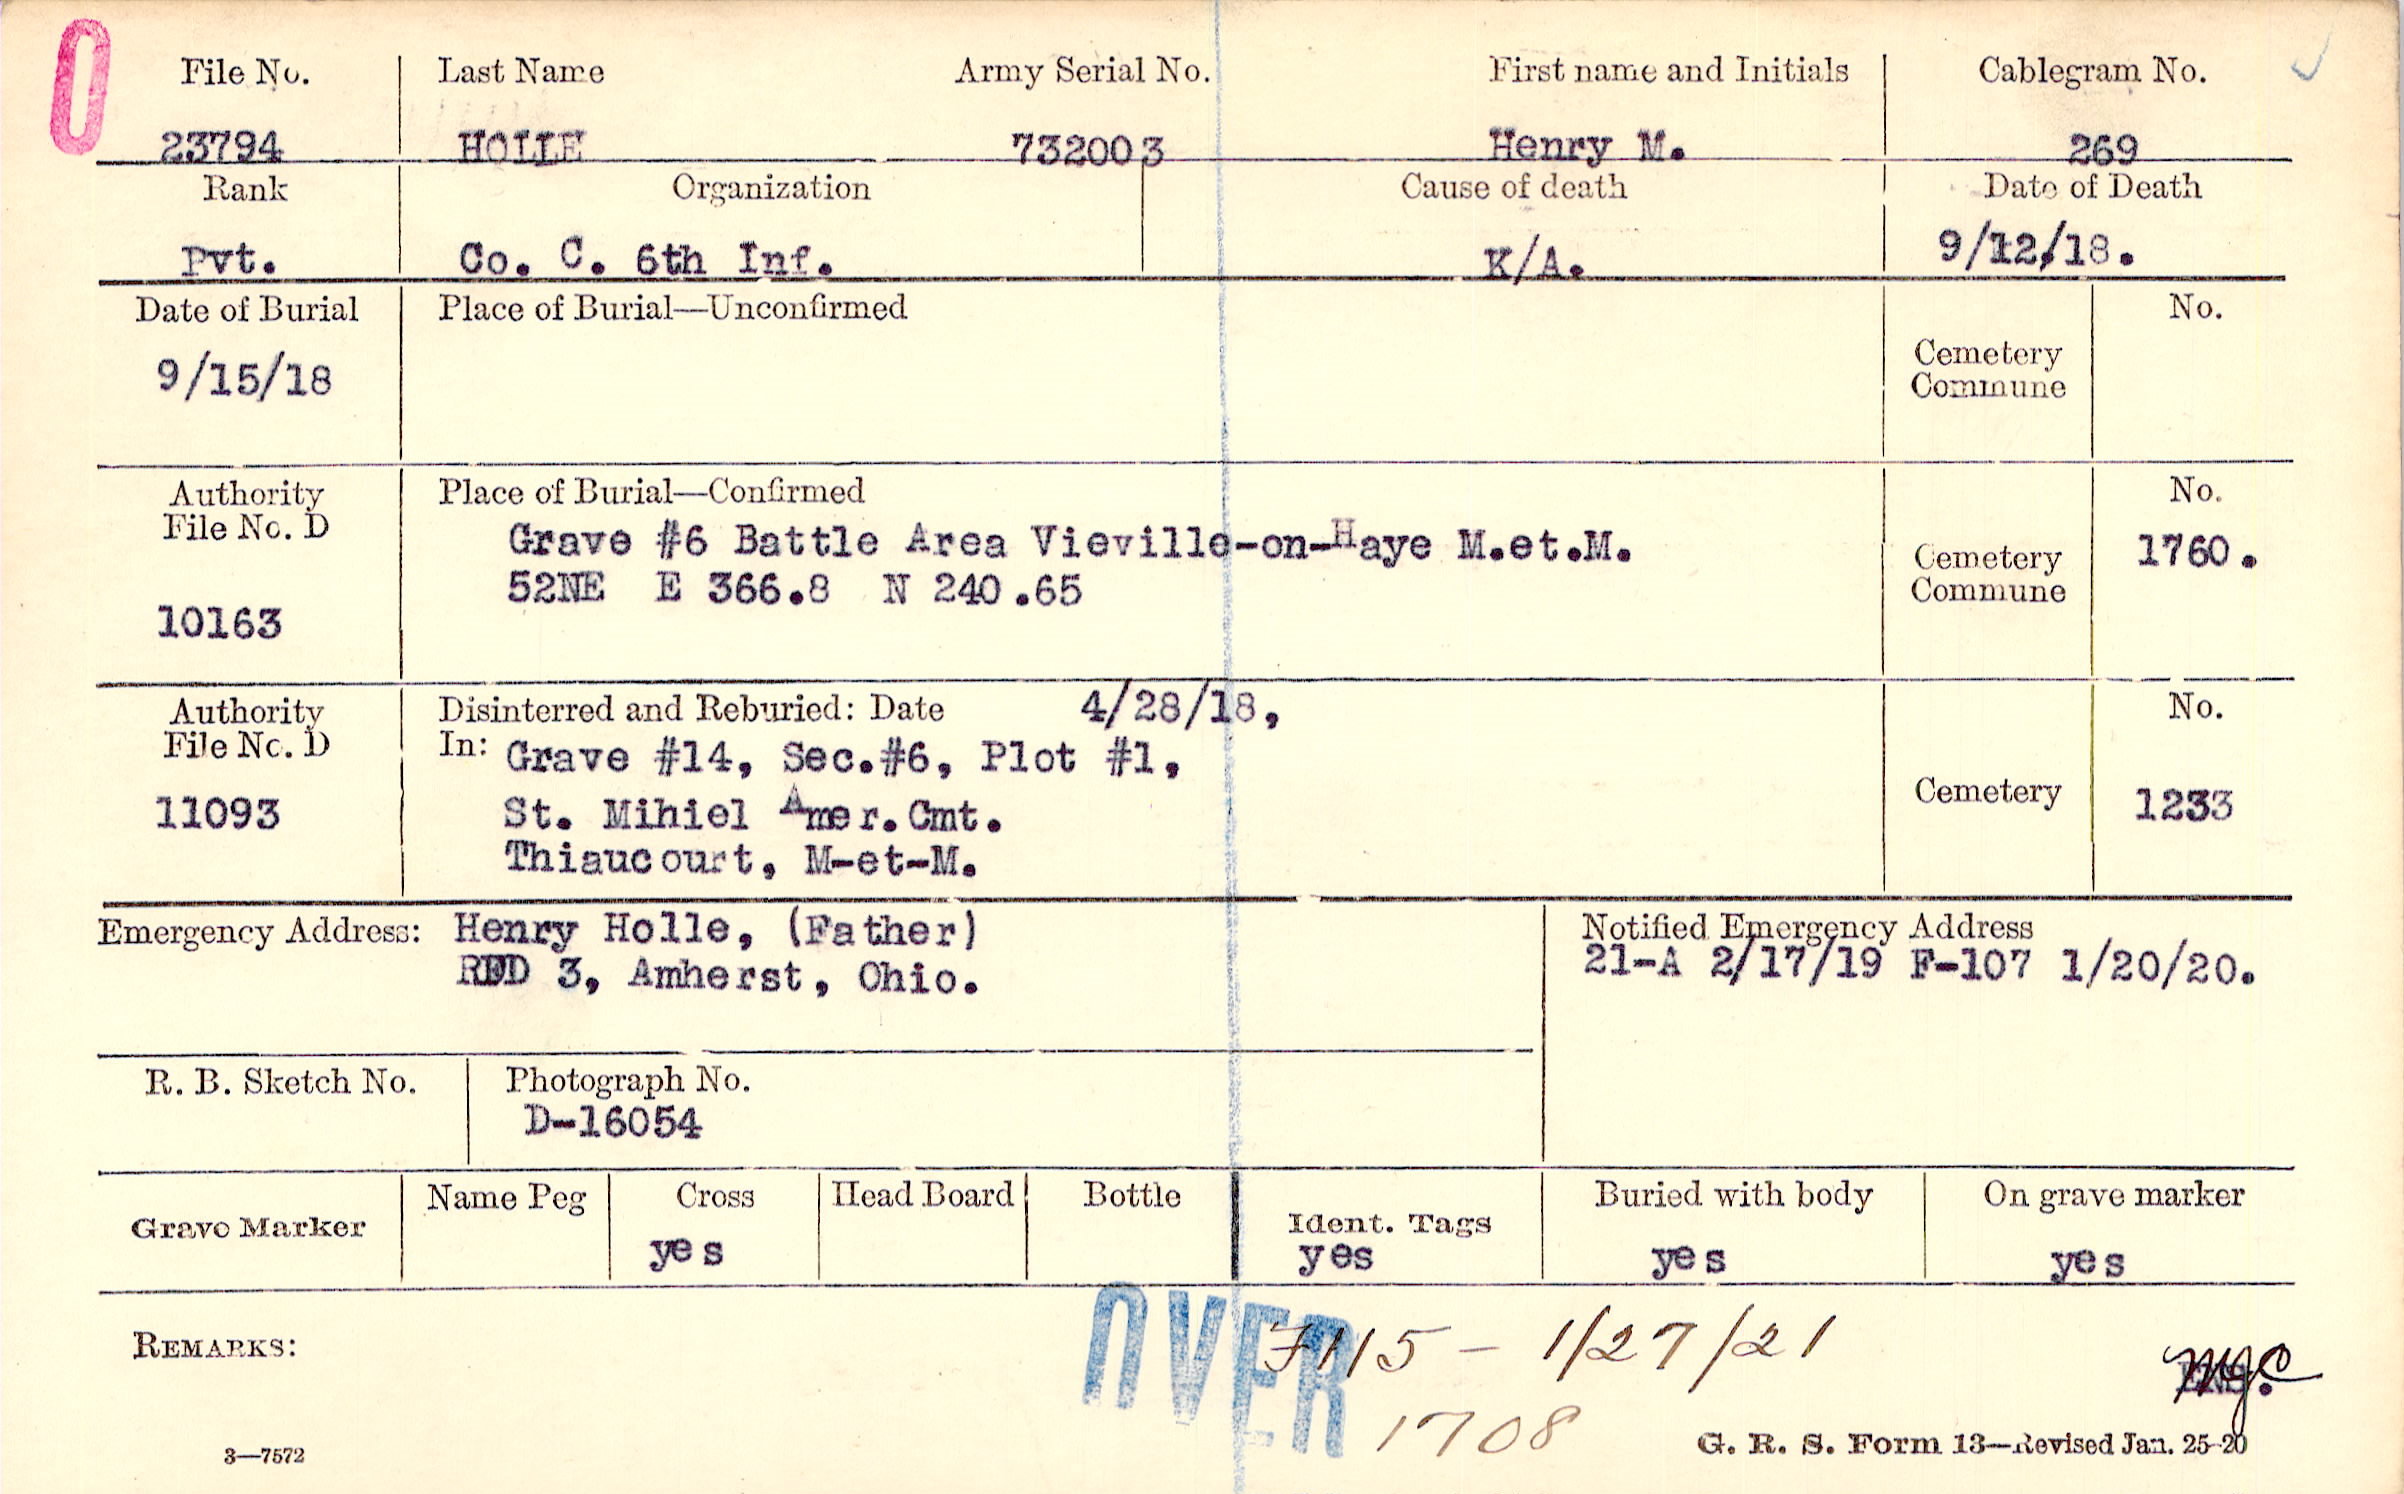 O
File No. Last Name Army Serial No. First name and Initials Cablegram No.
23794 HOLLE 732003 Henry M. 269
Rank Organization Cause of death Date of Death
Pvt. Co. C. 6th Inf. K/A. 9/12/18.
Date of Burial Place of Burial—Unconfirmed No.
9/15/18 Cemetery
Commune
Authority Place of Burial—Confirmed No.
File No. D Grave #6 Battle Area Vieville-on-Haye M.et.M. Cemetery 1760.
52NE E 366.8 N 240.65 Commune
10163
Authority Disinterred and Reburied: Date 4/28/18, No.
File No. D In: Grave #14, Sec.#6, Plot #1,
11093 St. Mihiel Amer.Cmt. Cemetery 1233
Thiaucourt, M-et-M.
Emergency Address: Henry Holle, (Father) Notified Emergency Address
RFD 3, Amherst, Ohio. 21-A 2/17/19 F-107 1/20/20.
R. B. Sketch No. Photograph No.
D-16054
Grave Marker Name Peg Cross Head Board Bottle Ident. Tags Buried with body On grave marker
yes yes yes yes
REMARKS: OVER F115 - 1/27/21
1708
3—7572 G. R. S. Form 13—Revised Jan. 25-20